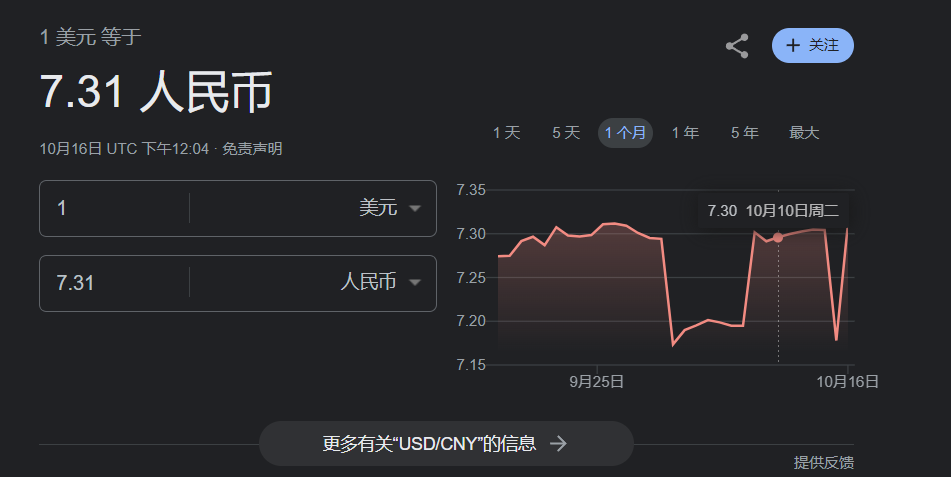 1 美元 等于
7.31 人民币
10月16日 UTC 下午12:04 · 免责声明
关注
1 天 5 天 1 个月 1 年 5 年 最大
1 美元
7.31 人民币
7.35
7.30
7.25
7.20
7.15
7.30 10月10日周二
9月25日 10月16日
更多有关“USD/CNY”的信息
提供反馈